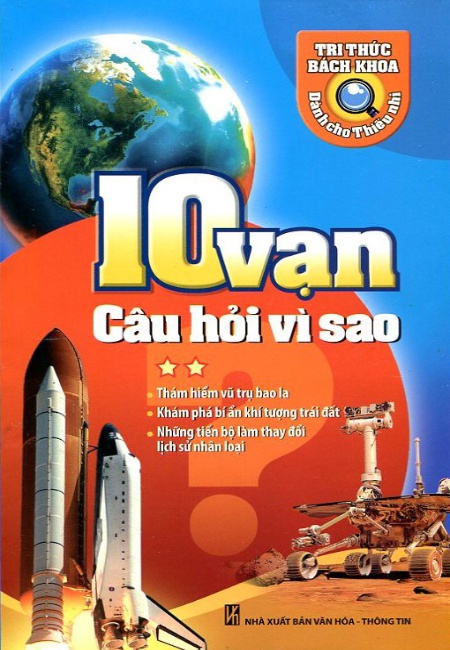 TRI THỨC
BÁCH KHOA
Dành cho Thiếu nhi
10 vạn
Câu hỏi vì sao
?
Thám hiểm vũ trụ bao la
Khám phá bí ẩn khí tượng trái đất
Những tiến bộ làm thay đổi
lịch sử nhân loại
NHÀ XUẤT BẢN VĂN HÓA - THÔNG TIN